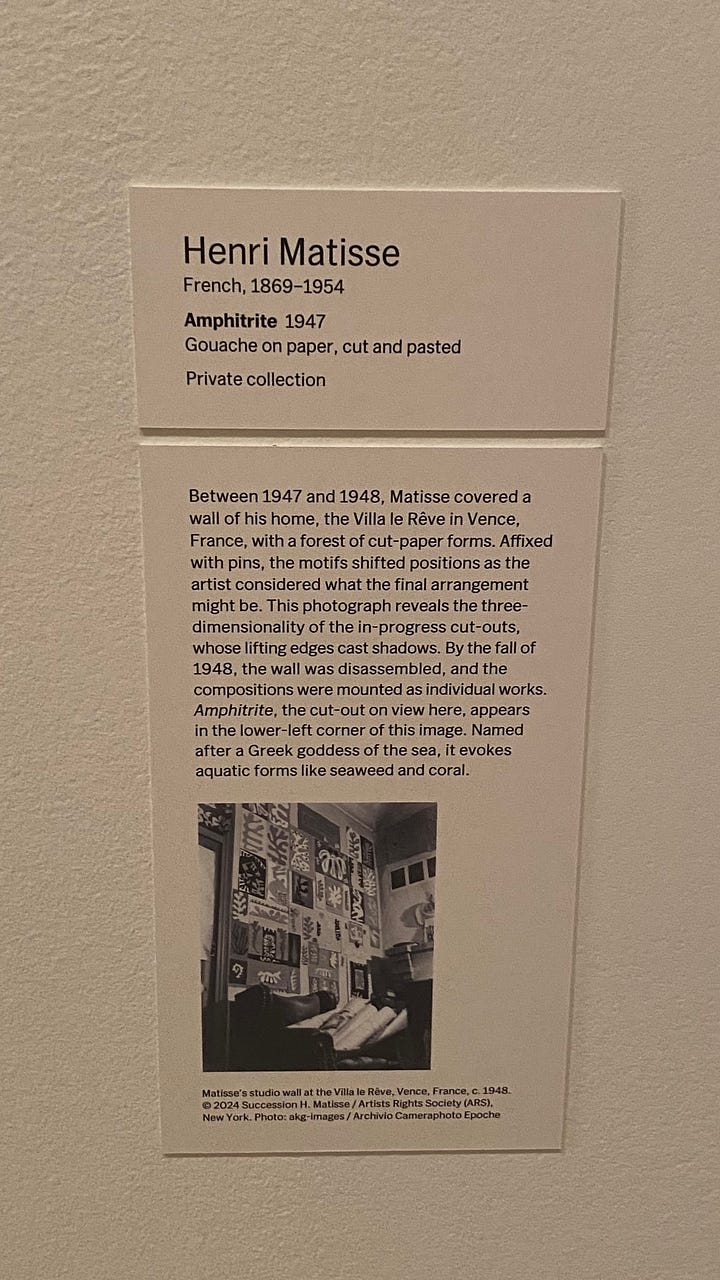 Henri Matisse
French, 1869–1954
Amphitrite 1947
Gouache on paper, cut and pasted
Private collection
Between 1947 and 1948, Matisse covered a
wall of his home, the Villa le Rêve in Vence,
France, with a forest of cut-paper forms. Affixed
with pins, the motifs shifted positions as the
artist considered what the final arrangement
might be. This photograph reveals the three-
dimensionality of the in-progress cut-outs,
whose lifting edges cast shadows. By the fall of
1948, the wall was disassembled, and the
compositions were mounted as individual works.
Amphitrite, the cut-out on view here, appears
in the lower-left corner of this image. Named
after a Greek goddess of the sea, it evokes
aquatic forms like seaweed and coral.
Matisse's studio wall at the Villa le Rêve, Vence, France, c. 1948.
© 2024 Succession H. Matisse / Artists Rights Society (ARS),
New York. Photo: akg-images / Archivio Cameraphoto Epoche